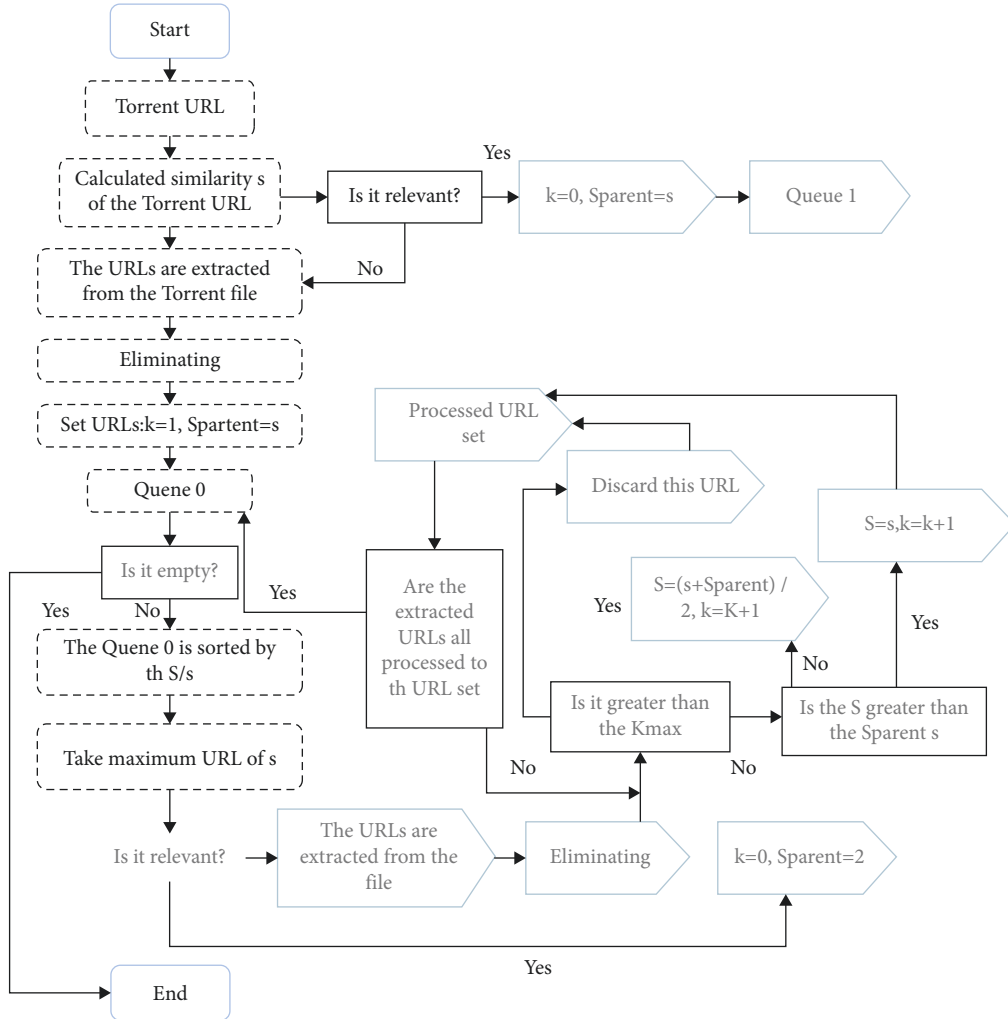 Start
Torrent URL
Calculated similarity s
of the Torrent URL
Is it relevant?
Yes
k=0, Sparent=s
Queue 1
No
The URLs are extracted
from the Torrent file
Eliminating
Set URLs:k=1, Spartent=s
Quene 0
Is it empty?
Yes
No
The Quene 0 is sorted by
th S/s
Take maximum URL of s
Is it relevant?
The URLs are
extracted from the
file
Eliminating
k=0, Sparent=2
Yes
End
Processed URL
set
Discard this URL
S=s,k=k+1
Yes
Are the
extracted
URLs all
processed to
th URL set
Yes
S=(s+Sparent) /
2, k=K+1
No
Yes
Is it greater than
the Kmax
Is the S greater than
the Sparent s
No
No